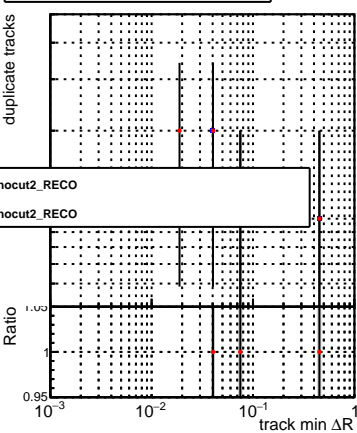 duplicate tracks
nocut2_RECO
nocut2_RECO
1.05
Ratio
1
0.95
10⁻³ 10⁻² 10⁻¹ 1
track min ΔR